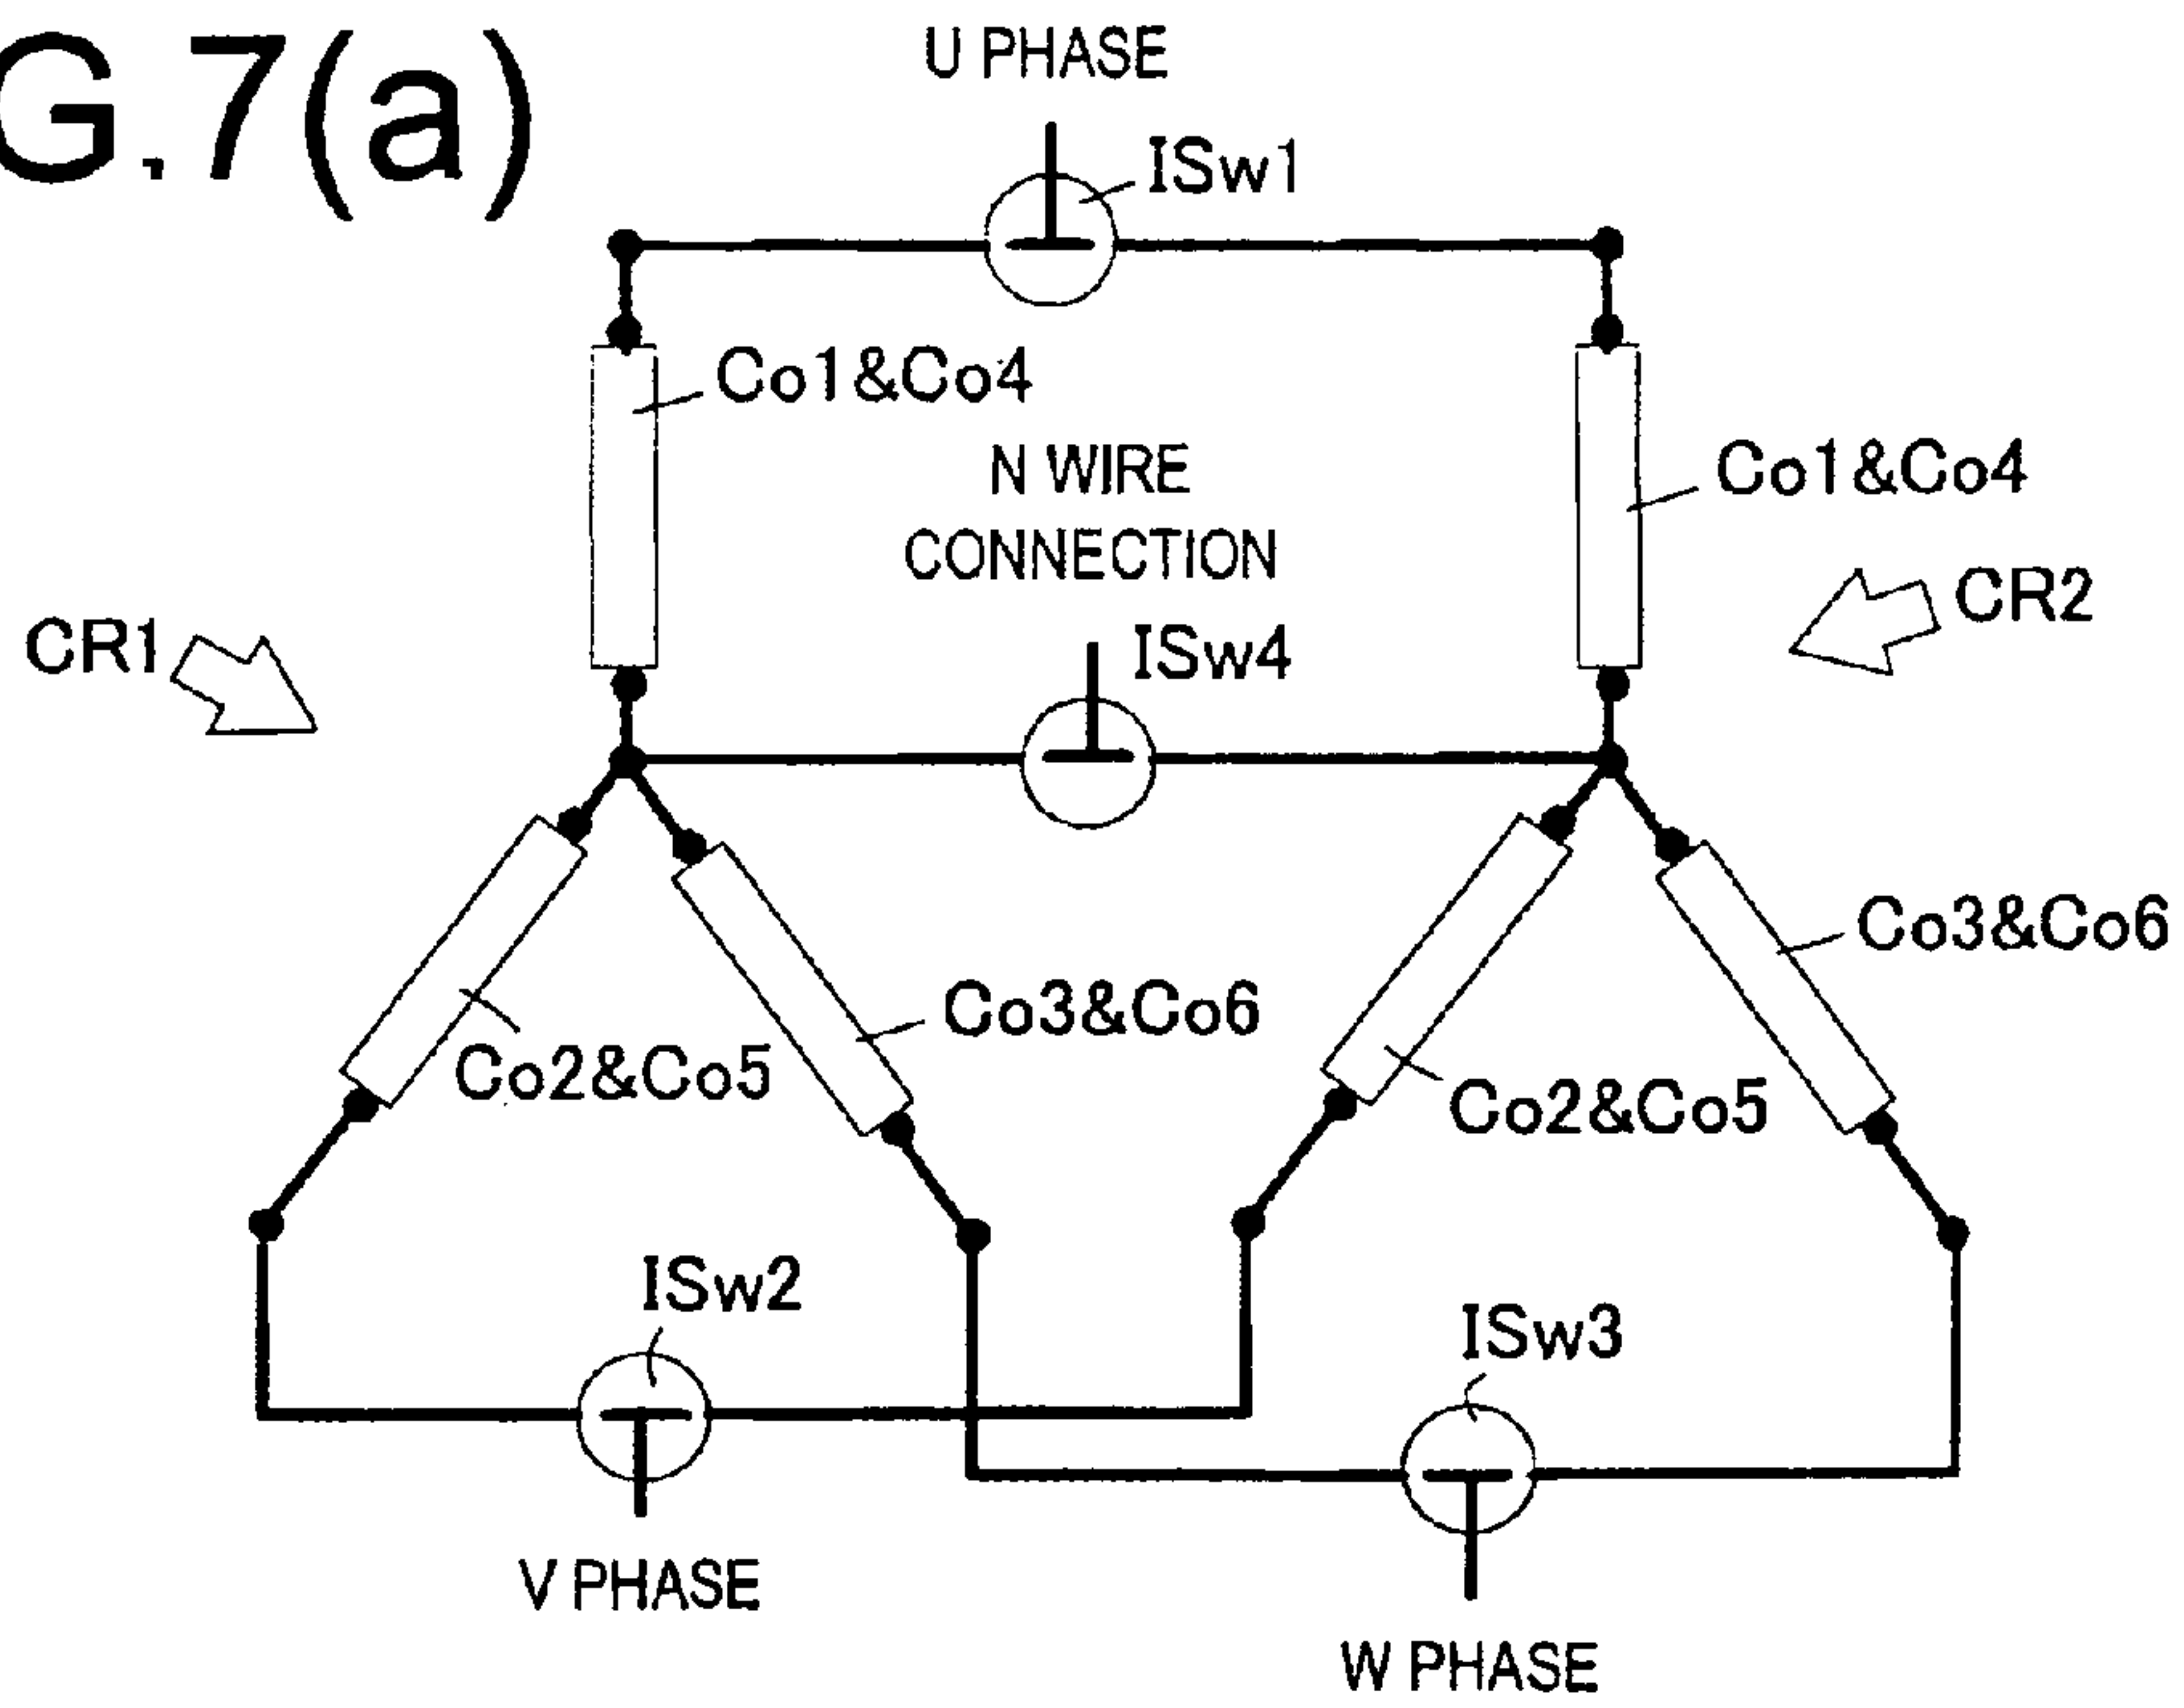 G.7(a)
U PHASE
ISw1
Co1&Co4
N WIRE
CONNECTION
Co1&Co4
CR1
CR2
ISw4
Co3&Co6
Co3&Co6
Co2&Co5
Co2&Co5
ISw2
ISw3
V PHASE
W PHASE